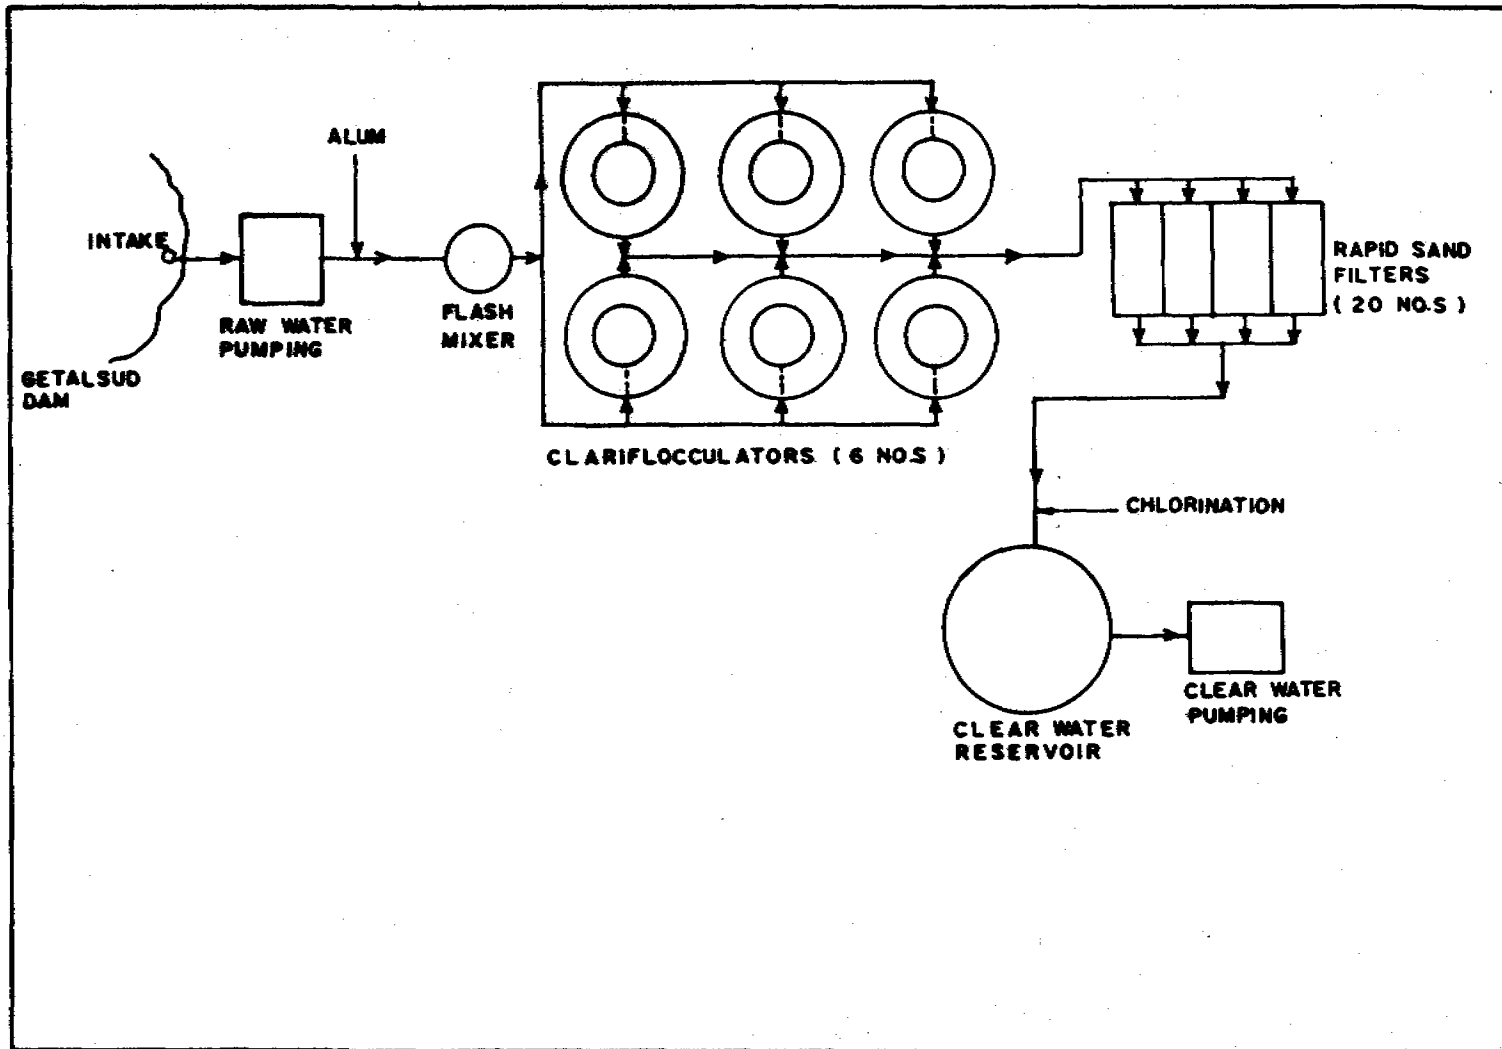 ALUM
INTAKE
RAW WATER
PUMPING
GETALSUD
DAM
FLASH
MIXER
CLARIFLOCCULATORS ( 6 NO.S )
RAPID SAND
FILTERS
( 20 NO.S )
CHLORINATION
CLEAR WATER
RESERVOIR
CLEAR WATER
PUMPING